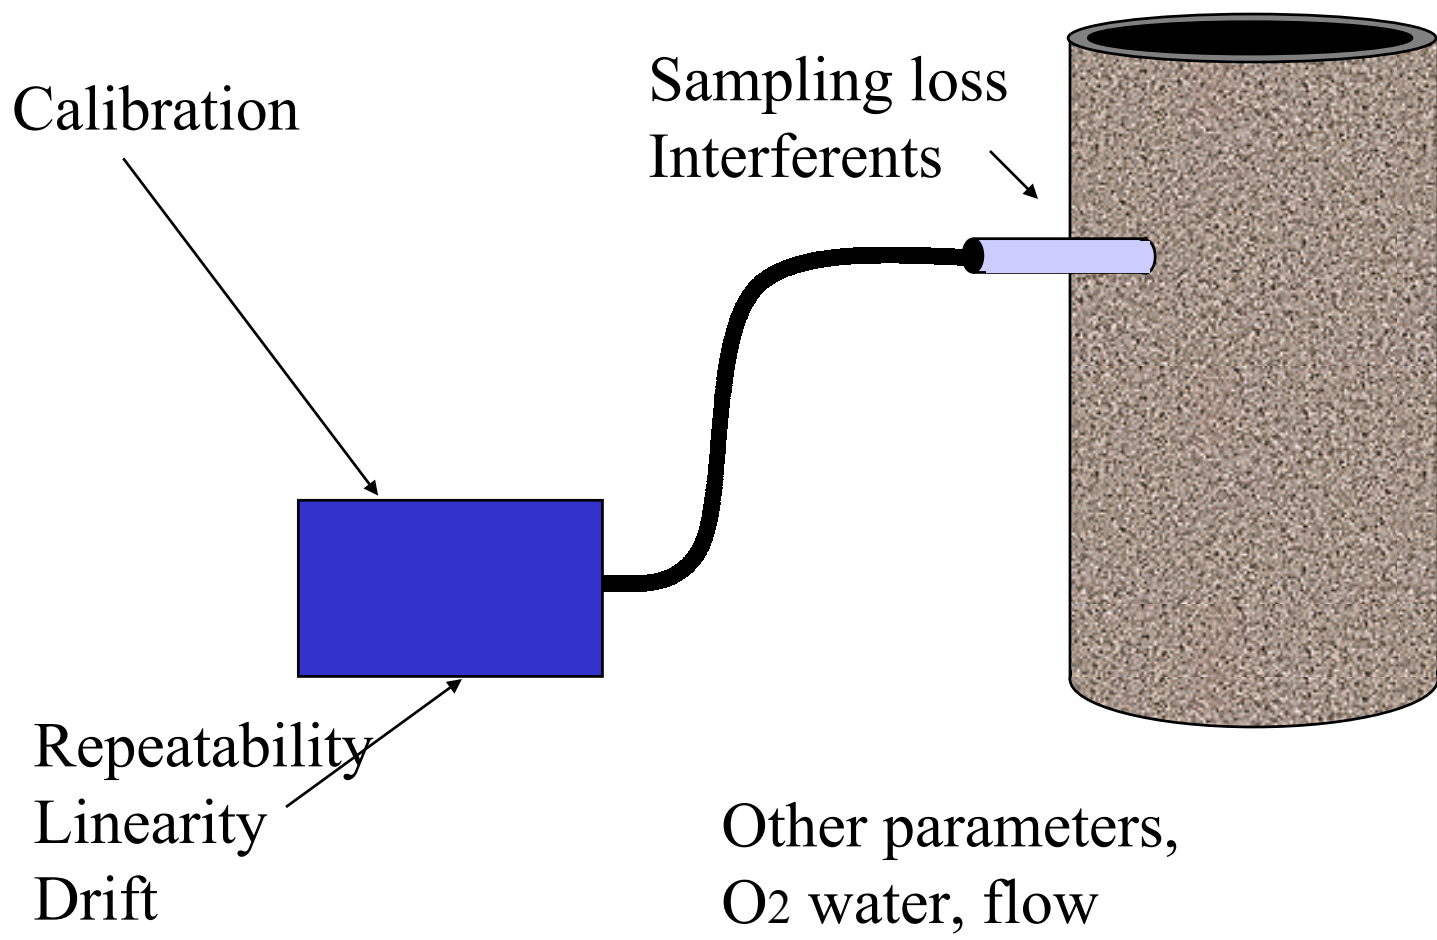 Calibration
Sampling loss
Interferents
Repeatability
Linearity
Drift
Other parameters,
O2 water, flow